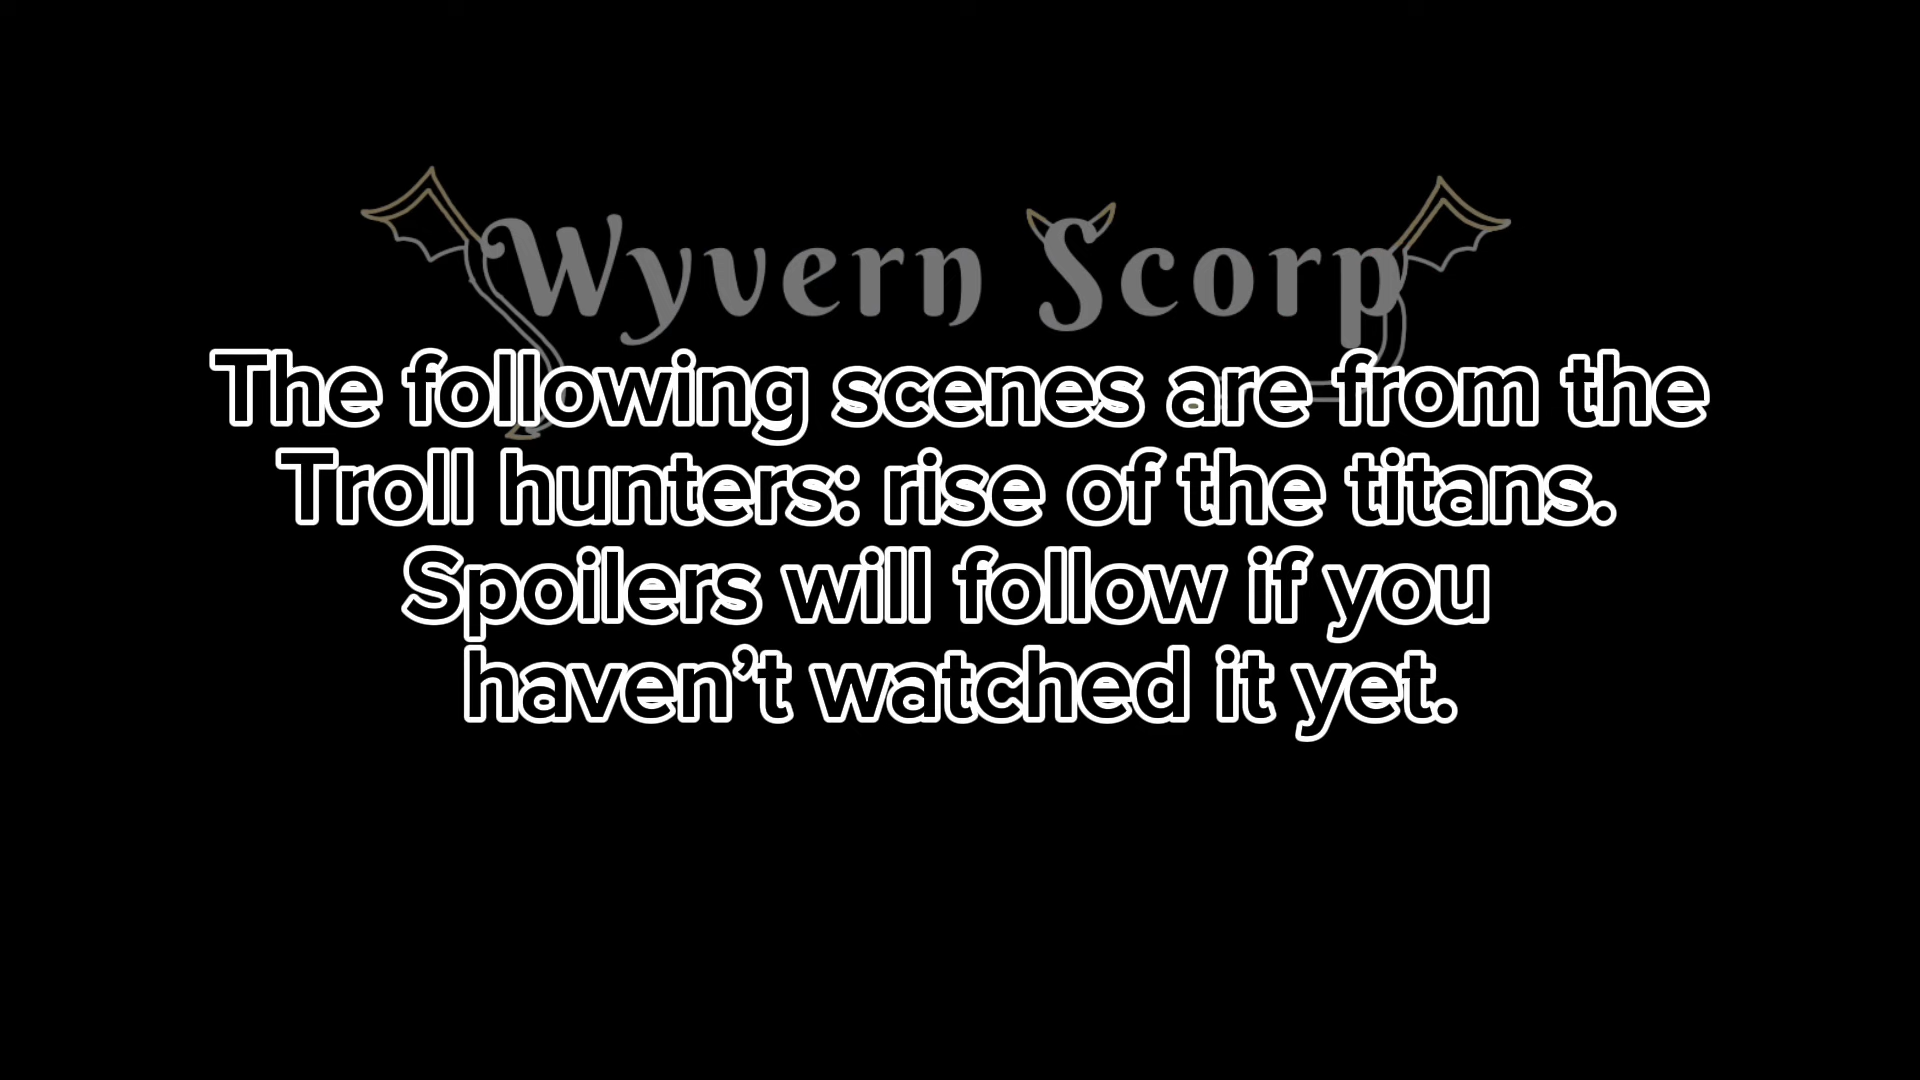 Wyvern Scorp
The following scenes are from the
Troll hunters: rise of the titans.
Spoilers will follow if you
haven't watched it yet.